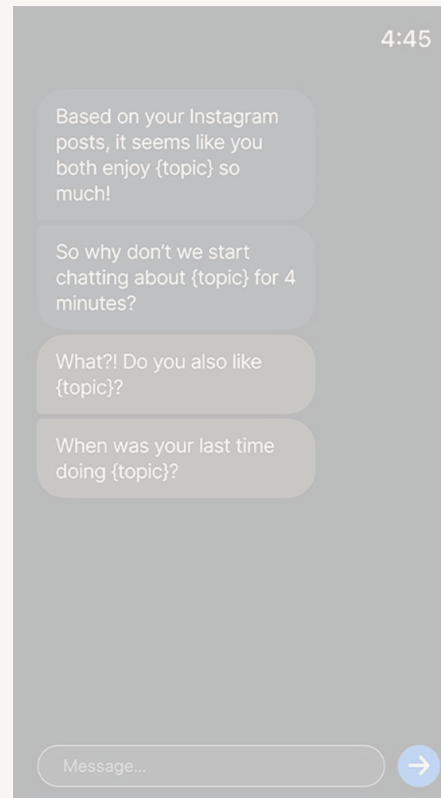 4:45
Based on your Instagram
posts, it seems like you
both enjoy {topic} so
much!
So why don’t we start
chatting about {topic} for 4
minutes?
What?! Do you also like
{topic}?
When was your last time
doing {topic}?
Message...